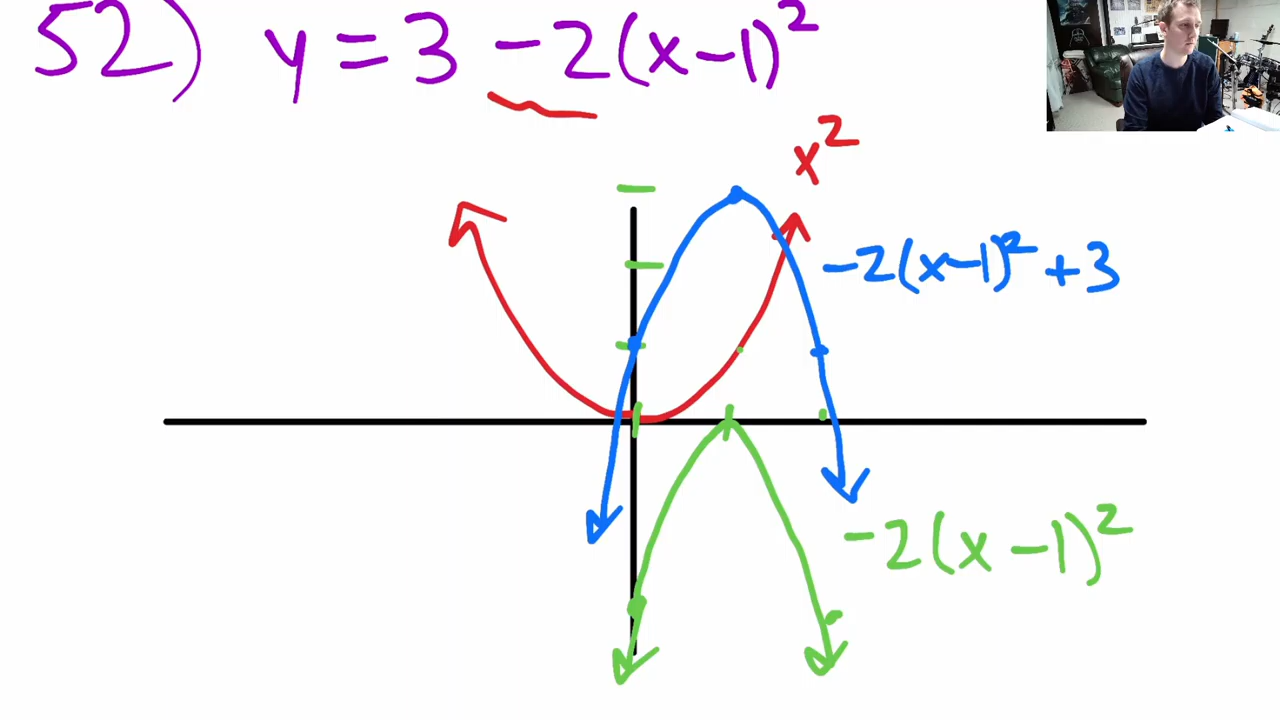 52) y = 3 - 2(x-1)²
x²
-2(x-1)² + 3
-2(x-1)²